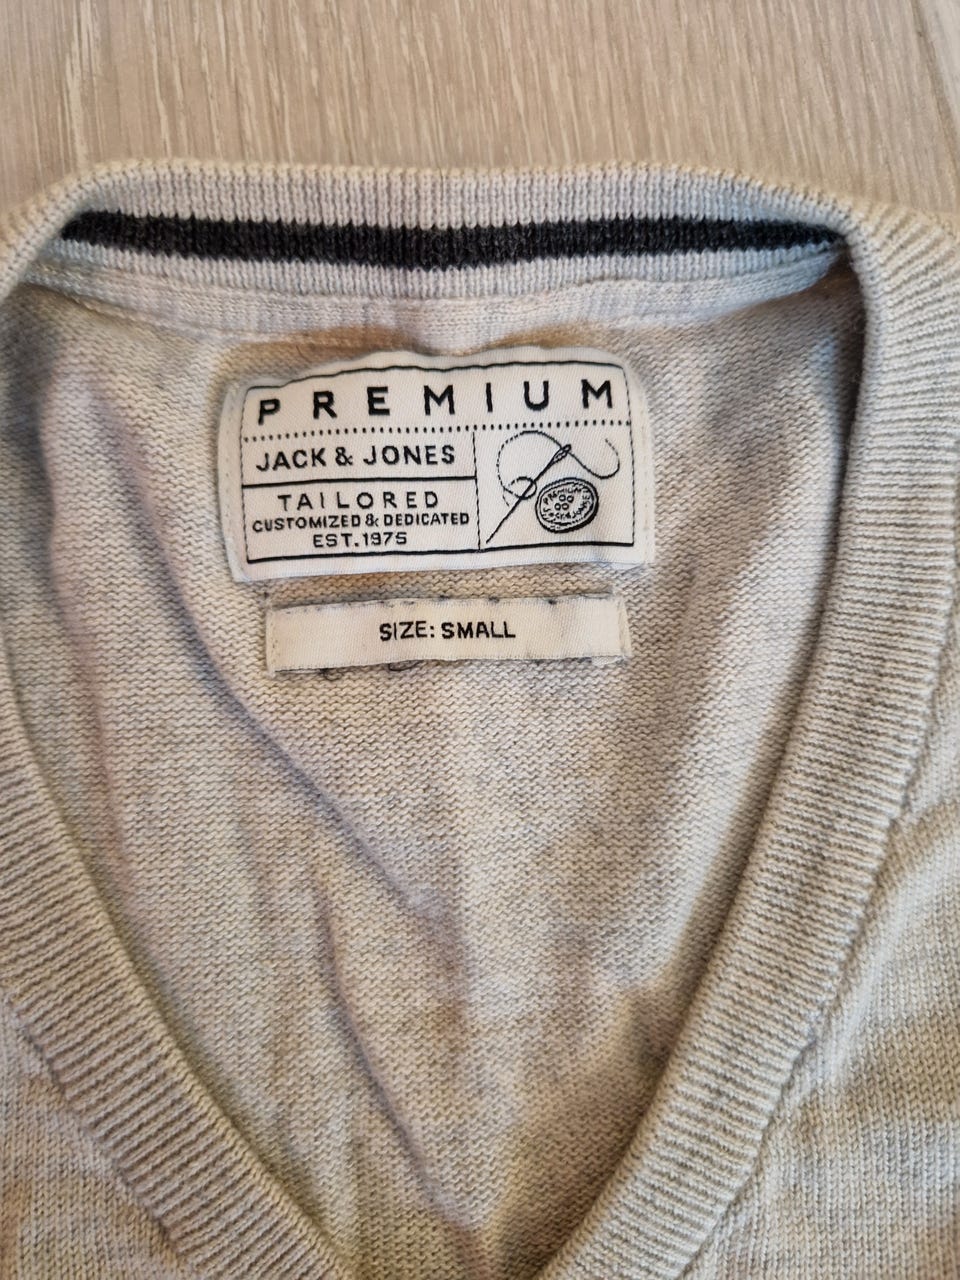 PREMIUM
JACK & JONES
TAILORED
CUSTOMIZED & DEDICATED
EST.1975
SIZE: SMALL